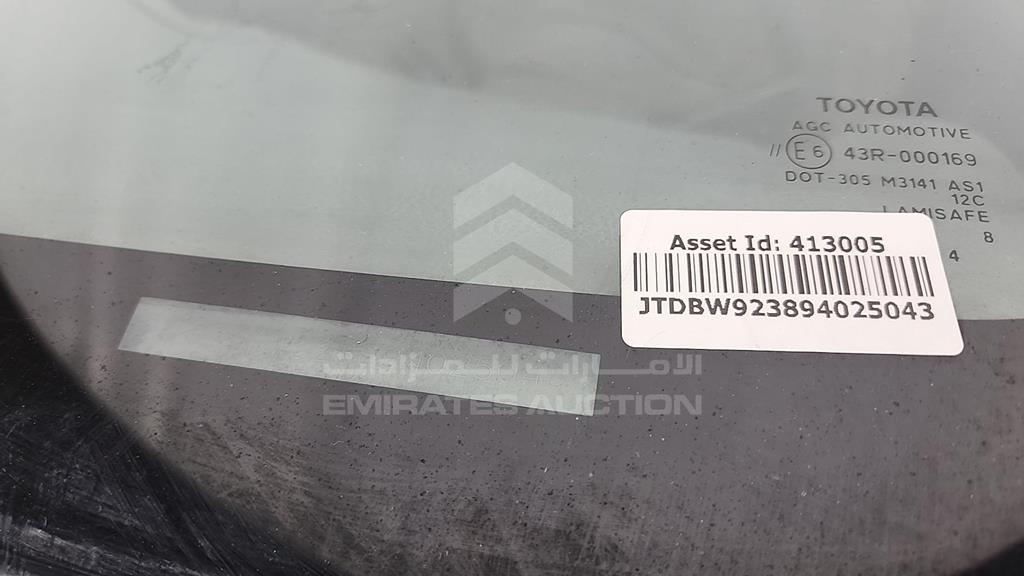 TOYOTA
AGC AUTOMOTIVE
// E6 43R-000169
DOT-305 M3141 AS1
12C
LAMISAFE
8
4
Asset Id: 413005
JTDBW923894025043
الامارات للمزادات
EMIRATES AUCTION